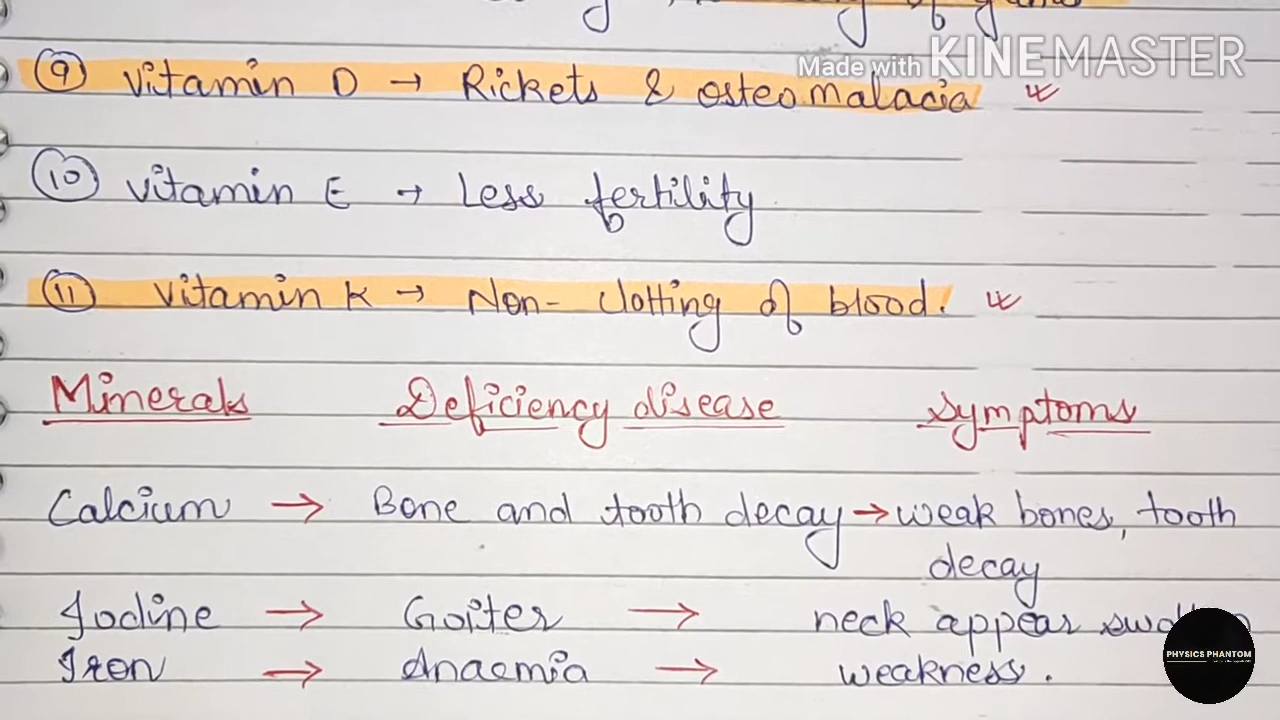 of gums
Made with KINEMASTER
9 Vitamin D → Rickets & osteomalacia
10 Vitamin E → Less fertility
11 Vitamin K → Non-Clotting of blood.
Minerals Deficiency disease Symptoms
Calcium → Bone and tooth decay → weak bones, tooth
decay
Iodine → Goiter → neck appear
Iron → Anaemia → weakness.
PHYSICS PHANTOM